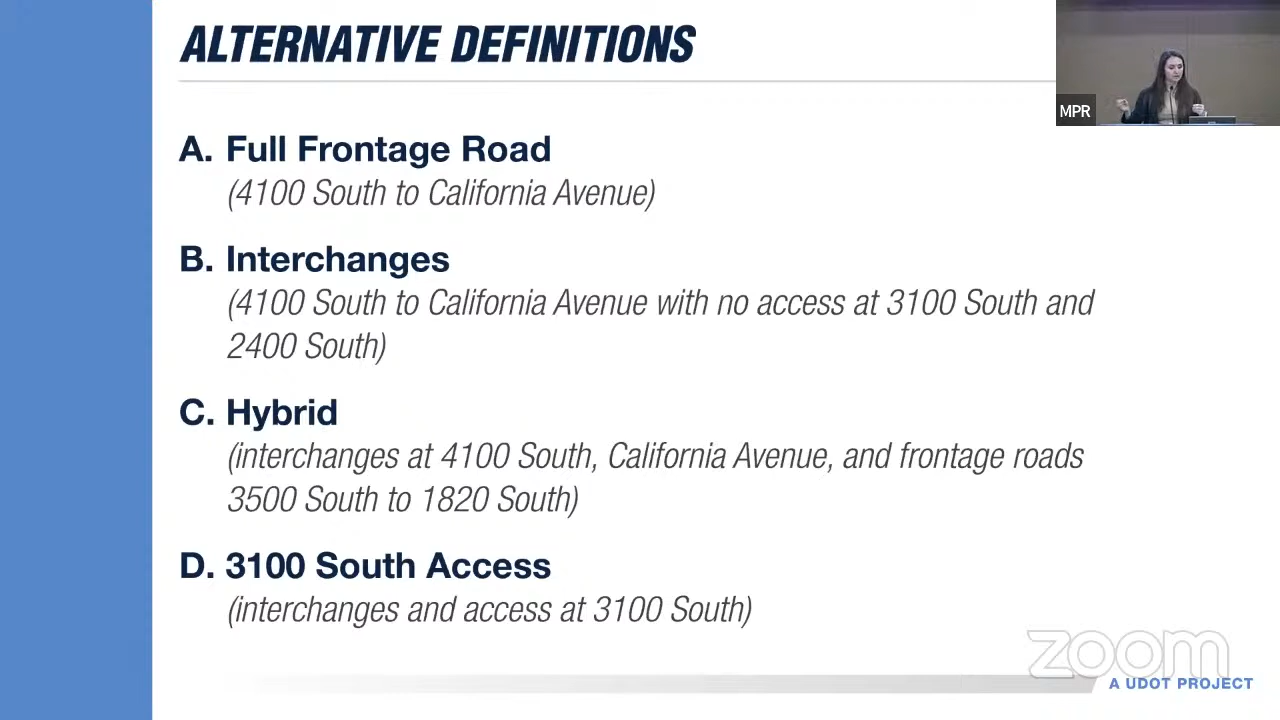 ALTERNATIVE DEFINITIONS
MPR
A. Full Frontage Road
(4100 South to California Avenue)
B. Interchanges
(4100 South to California Avenue with no access at 3100 South and
2400 South)
C. Hybrid
(interchanges at 4100 South, California Avenue, and frontage roads
3500 South to 1820 South)
D. 3100 South Access
(interchanges and access at 3100 South)
zoom
A UDOT PROJECT